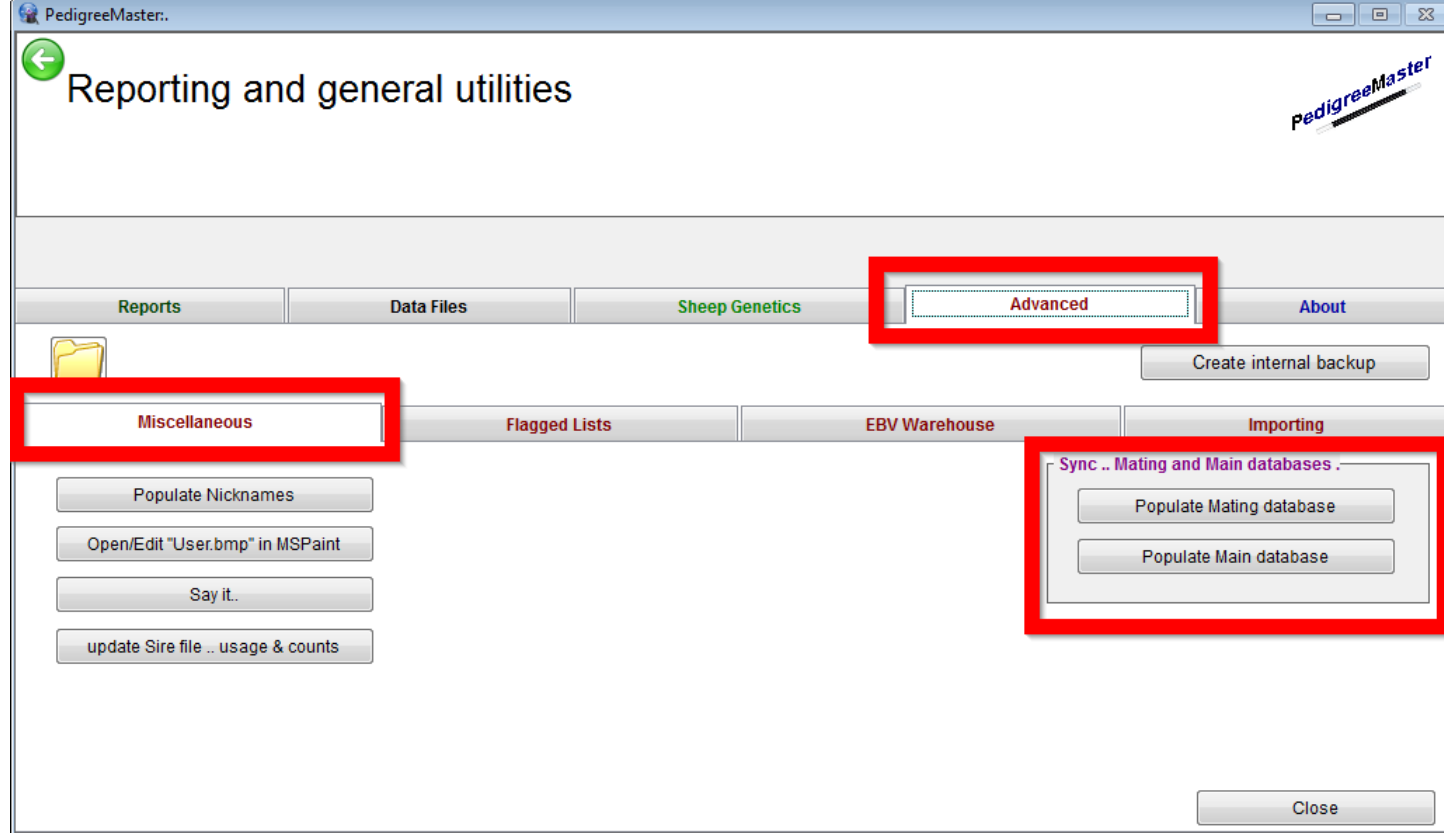 PedigreeMaster:.
Reporting and general utilities
PedigreeMaster
Reports Data Files Sheep Genetics Advanced About
Create internal backup
Miscellaneous Flagged Lists EBV Warehouse Importing
Sync .. Mating and Main databases .
Populate Nicknames
Populate Mating database
Open/Edit "User.bmp" in MSPaint
Populate Main database
Say it..
update Sire file .. usage & counts
Close